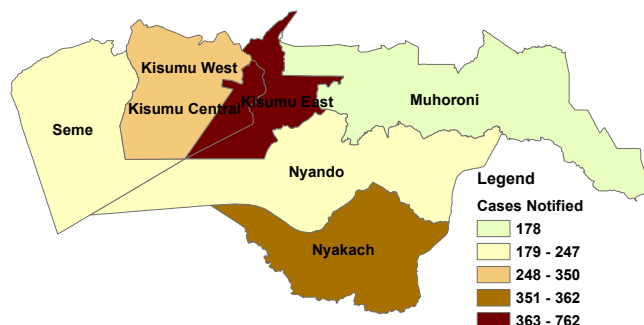 Kisumu West
Kisumu Central
Kisumu East
Muhoroni
Seme
Nyando
Nyakach
Legend
Cases Notified
178
179 - 247
248 - 350
351 - 362
363 - 762